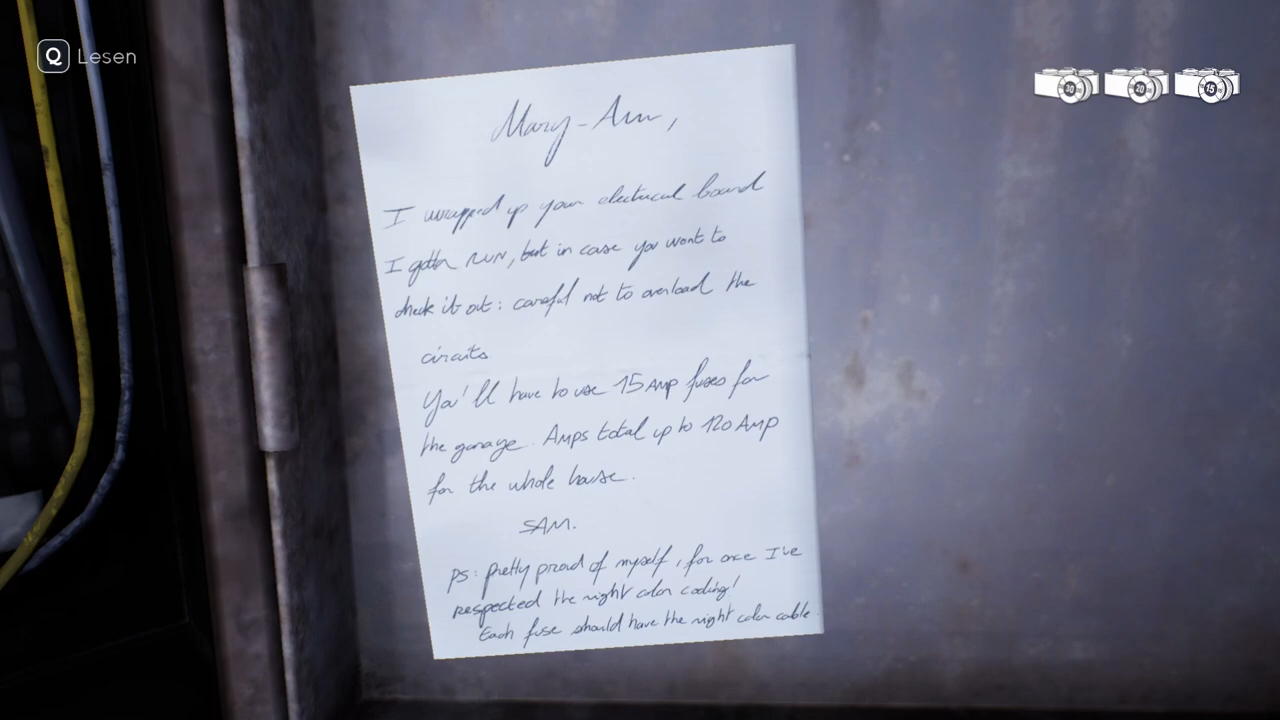 Q Lesen
30 20 15
Mary-Ann,
I wrapped up your electrical board
I gotta RUN, but in case you want to
check it out: careful not to overload the
circuits
You'll have to use 15 AMP fuses for
the garage. Amps total up to 120 AMP
for the whole house.
SAM.
PS: pretty proud of myself, for once I've
respected the right color coding!
Each fuse should have the right color cable.